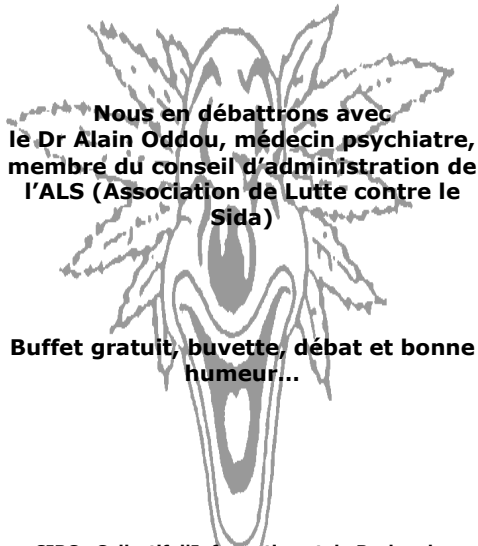 Nous en débattrons avec
le Dr Alain Oddou, médecin psychiatre,
membre du conseil d’administration de
l’ALS (Association de Lutte contre le
Sida)
Buffet gratuit, buvette, débat et bonne
humeur...